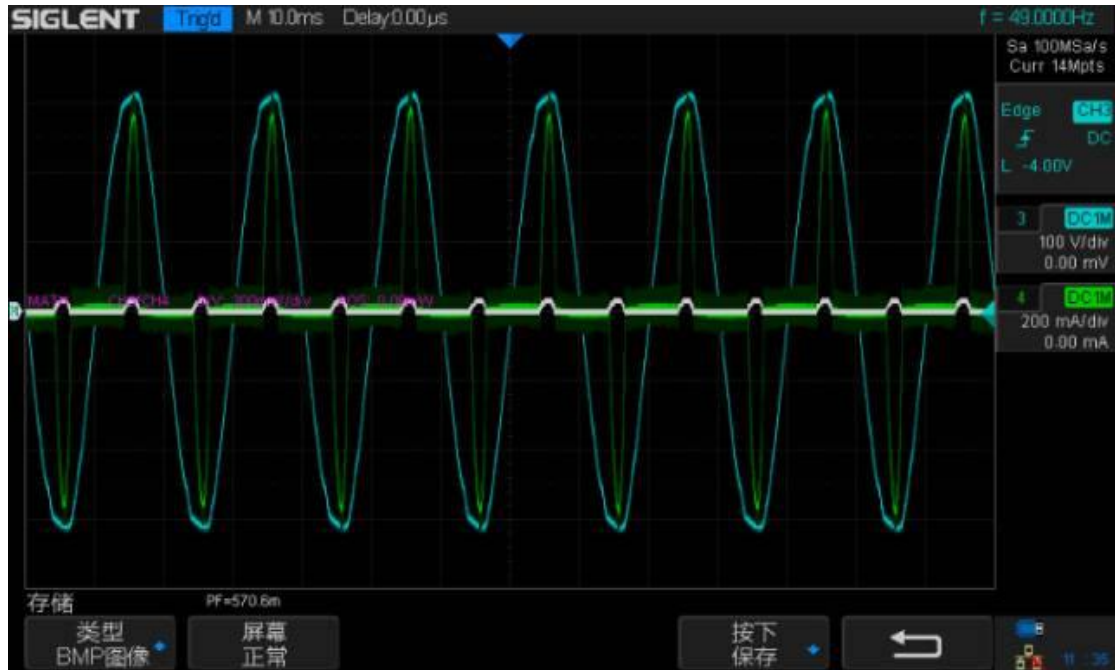 SIGLENT Trig'd M 10.0ms Delay:0.00μs f = 49.0000Hz
Sa 100MSa/s
Curr 14Mpts
Edge CH3
DC
L -4.00V
3 DC1M
100 V/div
0.00 mV
4 DC1M
200 mA/div
0.00 mA
存储 PF=570.6m
类型
BMP图像
屏幕
正常
按下
保存